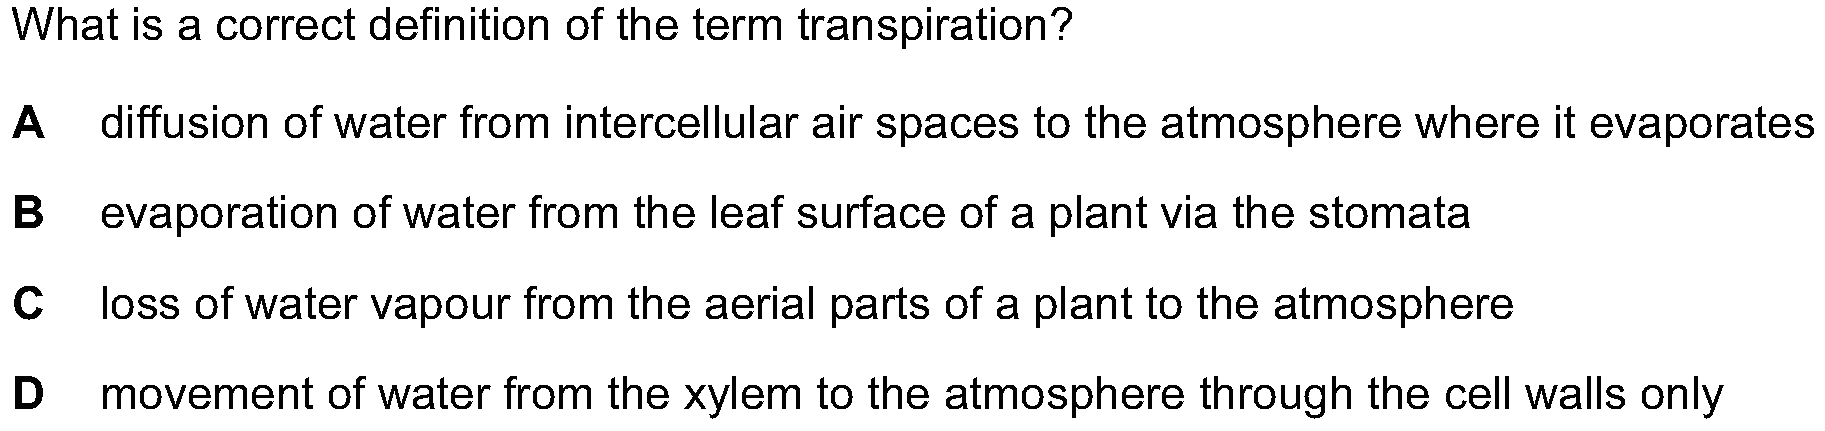 What is a correct definition of the term transpiration?
A diffusion of water from intercellular air spaces to the atmosphere where it evaporates
B evaporation of water from the leaf surface of a plant via the stomata
C loss of water vapour from the aerial parts of a plant to the atmosphere
D movement of water from the xylem to the atmosphere through the cell walls only